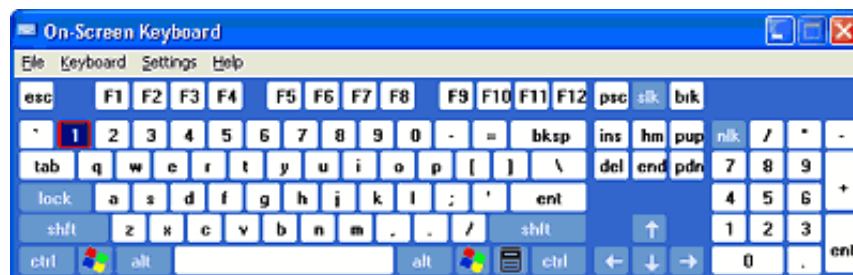 On-Screen Keyboard
File Keyboard Settings Help
esc F1 F2 F3 F4 F5 F6 F7 F8 F9 F10 F11 F12 psc slk brk
` 1 2 3 4 5 6 7 8 9 0 - = bksp ins hm pup nlk / * -
tab q w e r t y u i o p [ ] \ del end pdn 7 8 9 +
lock a s d f g h j k l ; ' ent 4 5 6
shft z x c v b n m , . / shft ↑ 1 2 3
ctrl alt alt ctrl ← ↓ → 0 . ent